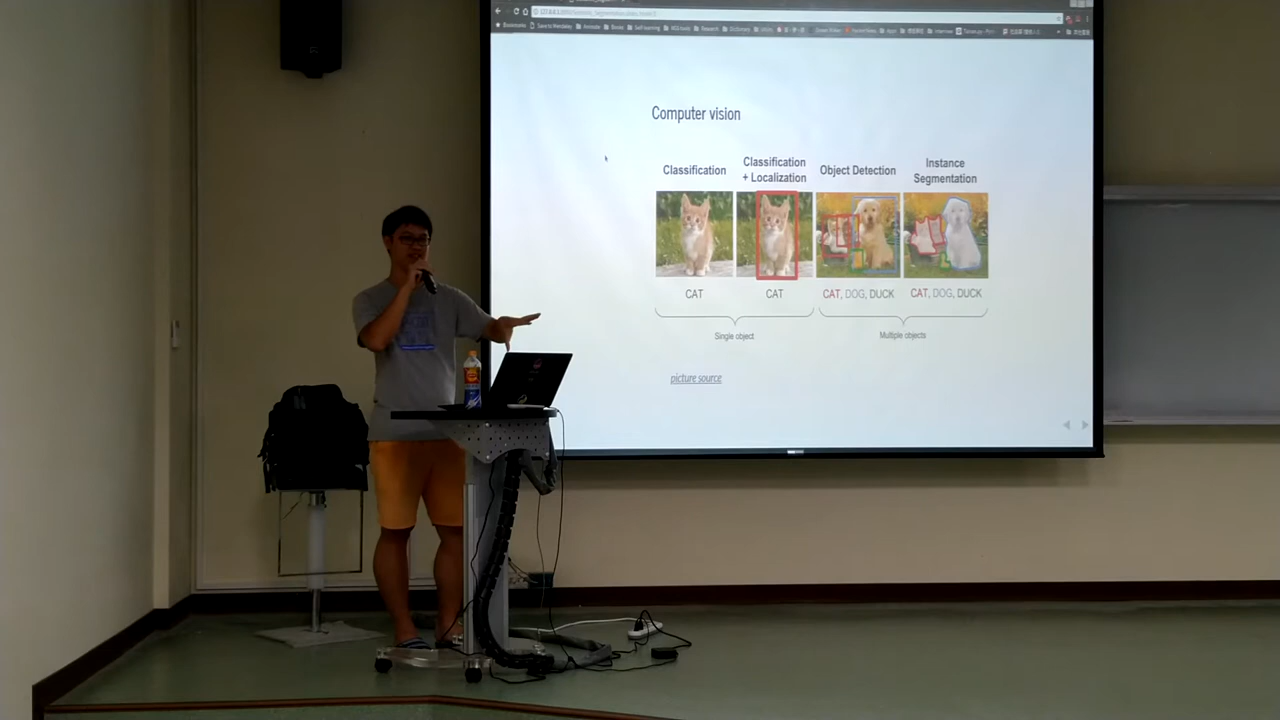 Computer vision
Classification
Classification
+ Localization
Object Detection
Instance
Segmentation
CAT
CAT
CAT, DOG, DUCK
CAT, DOG, DUCK
Single object
Multiple objects
picture source